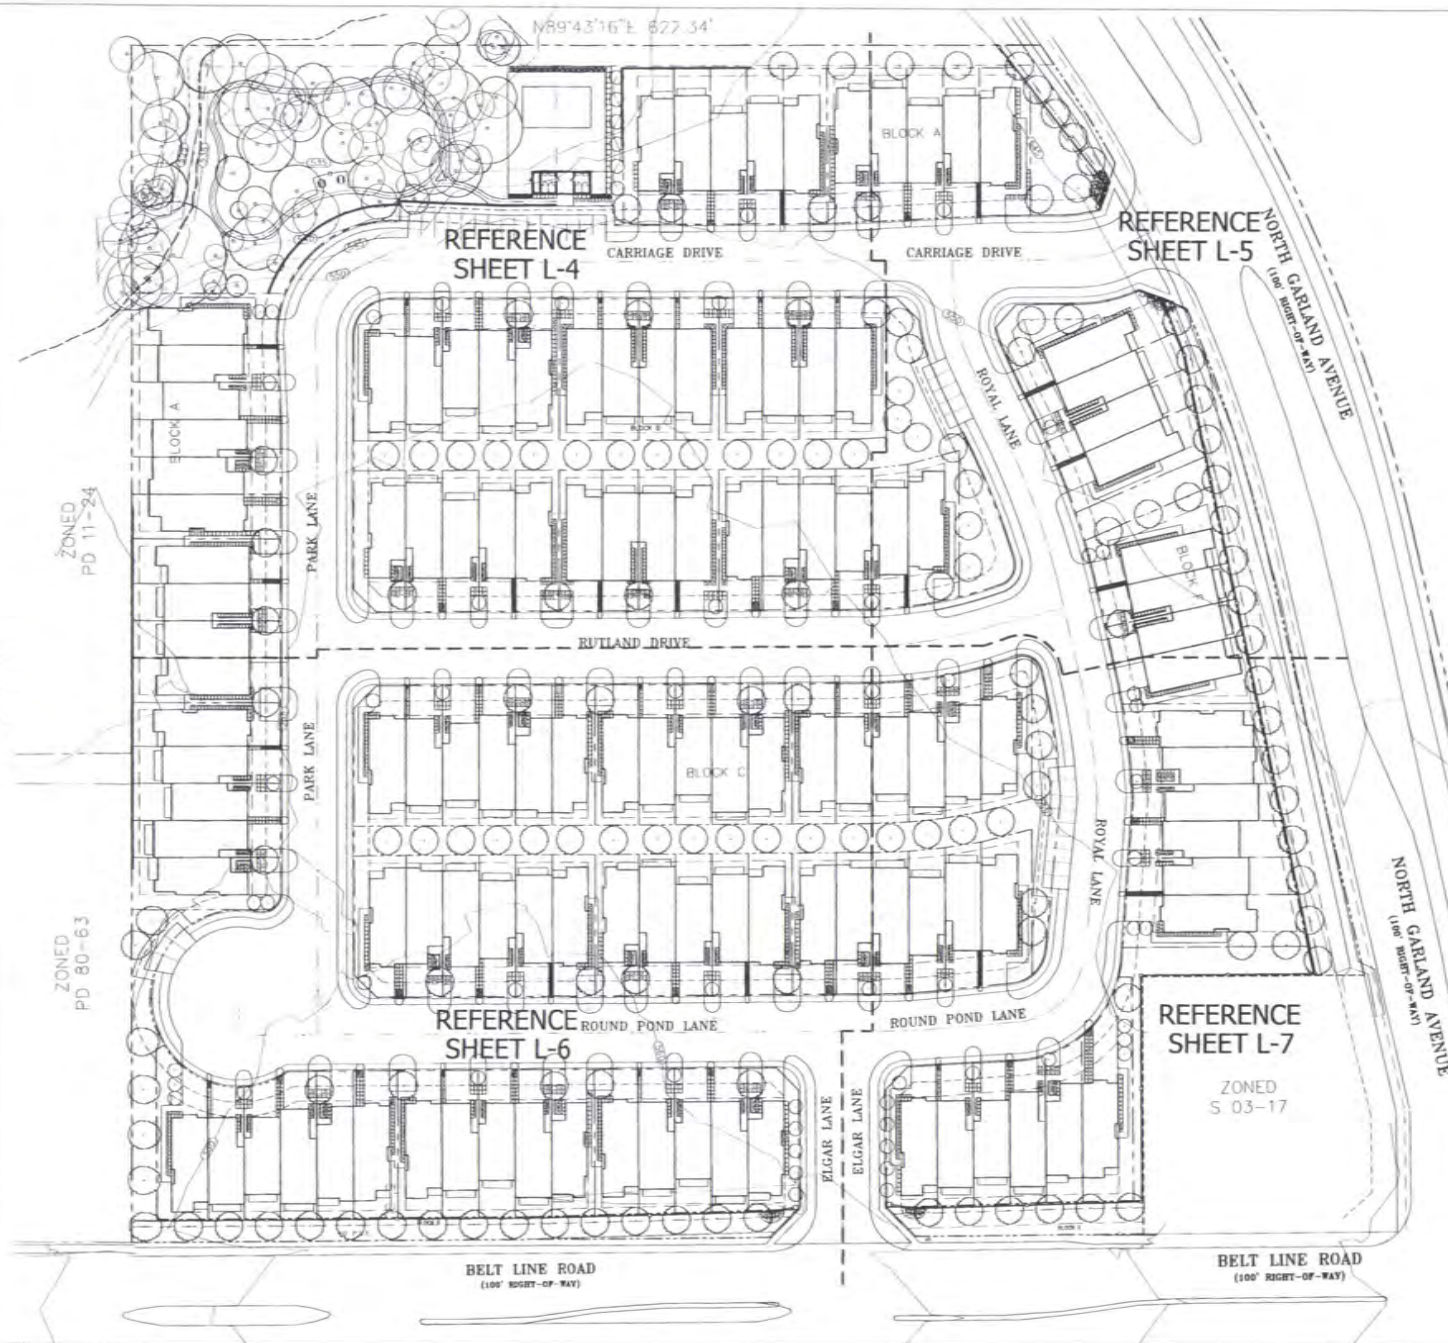 N89°43'16"E 627.34'
BLOCK A
REFERENCE
SHEET L-4
CARRIAGE DRIVE
CARRIAGE DRIVE
REFERENCE
SHEET L-5
NORTH GARLAND AVENUE
(100' RIGHT-OF-WAY)
BLOCK A
BLOCK B
ROYAL LANE
ZONED
PD 11-24
PARK LANE
BLOCK F
RUTLAND DRIVE
PARK LANE
BLOCK C
ROYAL LANE
NORTH GARLAND AVENUE
(100' RIGHT-OF-WAY)
ZONED
PD 80-63
REFERENCE
SHEET L-6
ROUND POND LANE
ROUND POND LANE
REFERENCE
SHEET L-7
ZONED
S 03-17
ELGAR LANE
ELGAR LANE
BELT LINE ROAD
(100' RIGHT-OF-WAY)
BELT LINE ROAD
(100' RIGHT-OF-WAY)